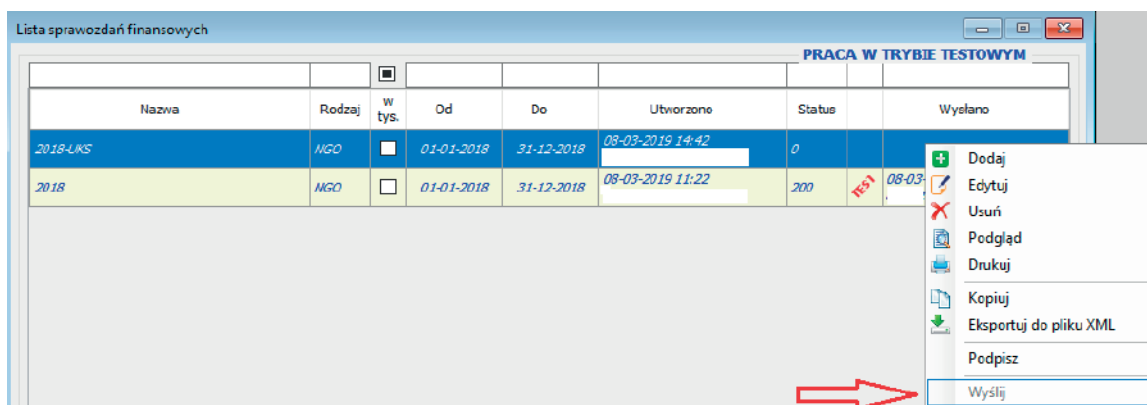 Lista sprawozdań finansowych
PRACA W TRYBIE TESTOWYM
Nazwa Rodzaj w tys. Od Do Utworzono Status Wysłano
2018-UKS NGO 01-01-2018 31-12-2018 08-03-2019 14:42 0
2018 NGO 01-01-2018 31-12-2018 08-03-2019 11:22 200 TEST 08-03-
Dodaj
Edytuj
Usuń
Podgląd
Drukuj
Kopiuj
Eksportuj do pliku XML
Podpisz
Wyślij